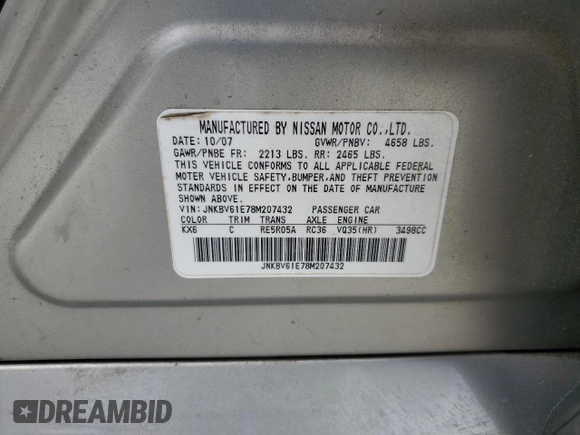 MANUFACTURED BY NISSAN MOTOR CO.,LTD.
DATE: 10/07 GVWR/PNBV: 4658 LBS.
GAWR/PNBE FR: 2213 LBS. RR: 2465 LBS.
THIS VEHICLE CONFORMS TO ALL APPLICABLE FEDERAL
MOTOR VEHICLE SAFETY,BUMPER,AND THEFT PREVENTION
STANDARDS IN EFFECT ON THE DATE OF MANUFACTURE
SHOWN ABOVE.
VIN:JNKBV61E78M207432 PASSENGER CAR
COLOR TRIM TRANS AXLE ENGINE
KX6 C RE5R05A RC36 VQ35(HR) 3498CC
JNKBV61E78M207432
DREAMBID